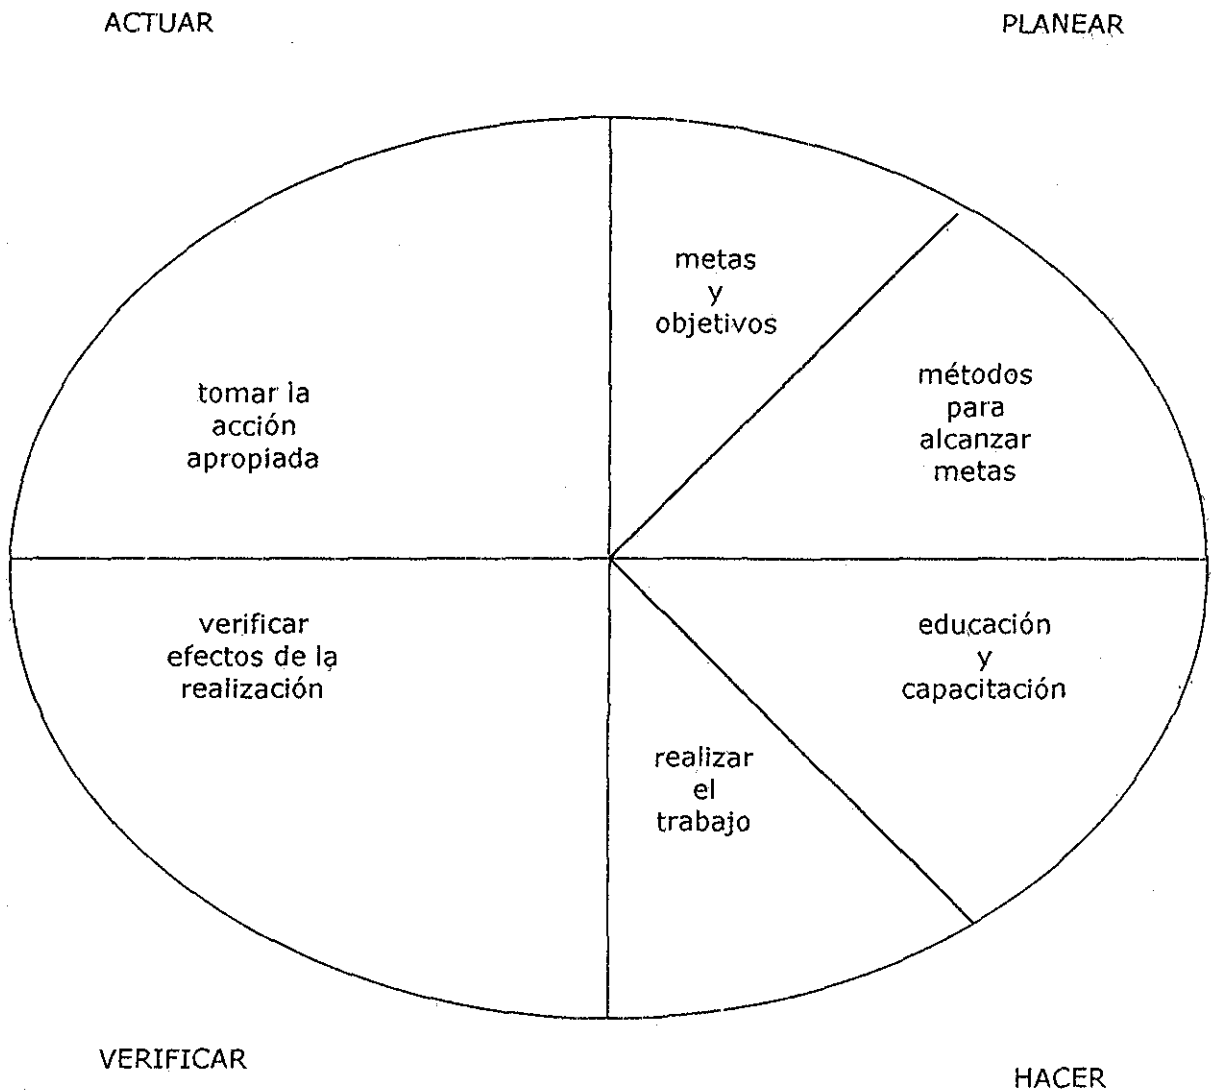 ACTUAR
PLANEAR
metas
y
objetivos
métodos
para
alcanzar
metas
tomar la
acción
apropiada
verificar
efectos de la
realización
educación
y
capacitación
realizar
el
trabajo
VERIFICAR
HACER